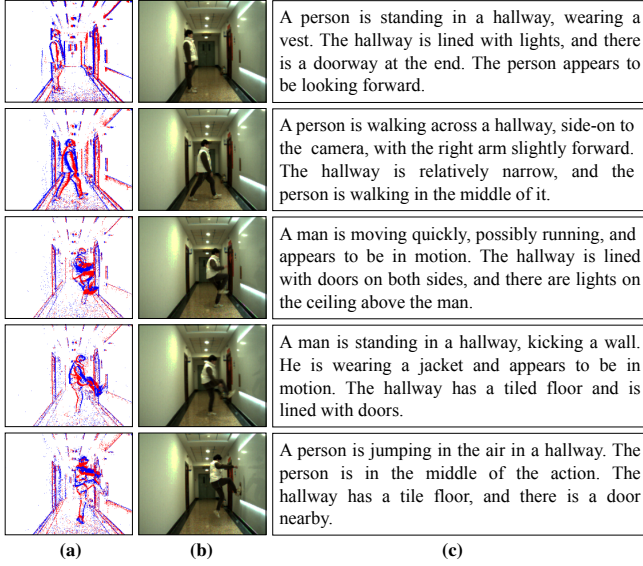 A person is standing in a hallway, wearing a
vest. The hallway is lined with lights, and there
is a doorway at the end. The person appears to
be looking forward.
A person is walking across a hallway, side-on to
the camera, with the right arm slightly forward.
The hallway is relatively narrow, and the
person is walking in the middle of it.
A man is moving quickly, possibly running, and
appears to be in motion. The hallway is lined
with doors on both sides, and there are lights on
the ceiling above the man.
A man is standing in a hallway, kicking a wall.
He is wearing a jacket and appears to be in
motion. The hallway has a tiled floor and is
lined with doors.
A person is jumping in the air in a hallway. The
person is in the middle of the action. The
hallway has a tile floor, and there is a door
nearby.
(a) (b) (c)